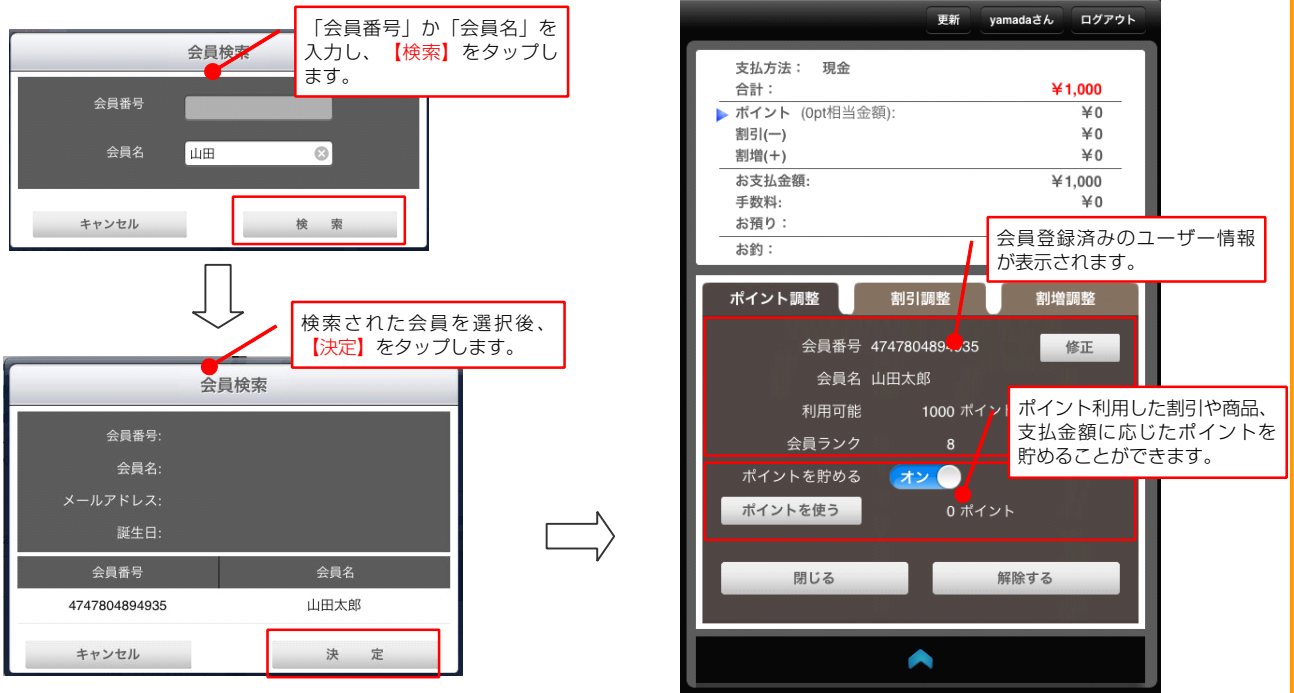 「会員番号」か「会員名」を
入力し、【検索】をタップし
ます。
会員検索
会員番号
会員名 山田
キャンセル 検 索
検索された会員を選択後、
【決定】をタップします。
会員検索
会員番号:
会員名:
メールアドレス:
誕生日:
会員番号 会員名
4747804894935 山田太郎
キャンセル 決 定
更新 yamadaさん ログアウト
支払方法： 現金
合計： ￥1,000
ポイント (0pt相当金額): ￥0
割引(ー) ￥0
割増(＋) ￥0
お支払金額: ￥1,000
手数料: ￥0
お預り：
お釣：
会員登録済みのユーザー情報
が表示されます。
ポイント調整 割引調整 割増調整
会員番号 4747804894935 修正
会員名 山田太郎
利用可能 1000 ポイント
会員ランク 8
ポイント利用した割引や商品、
支払金額に応じたポイントを
貯めることができます。
ポイントを貯める オン
ポイントを使う 0 ポイント
閉じる 解除する